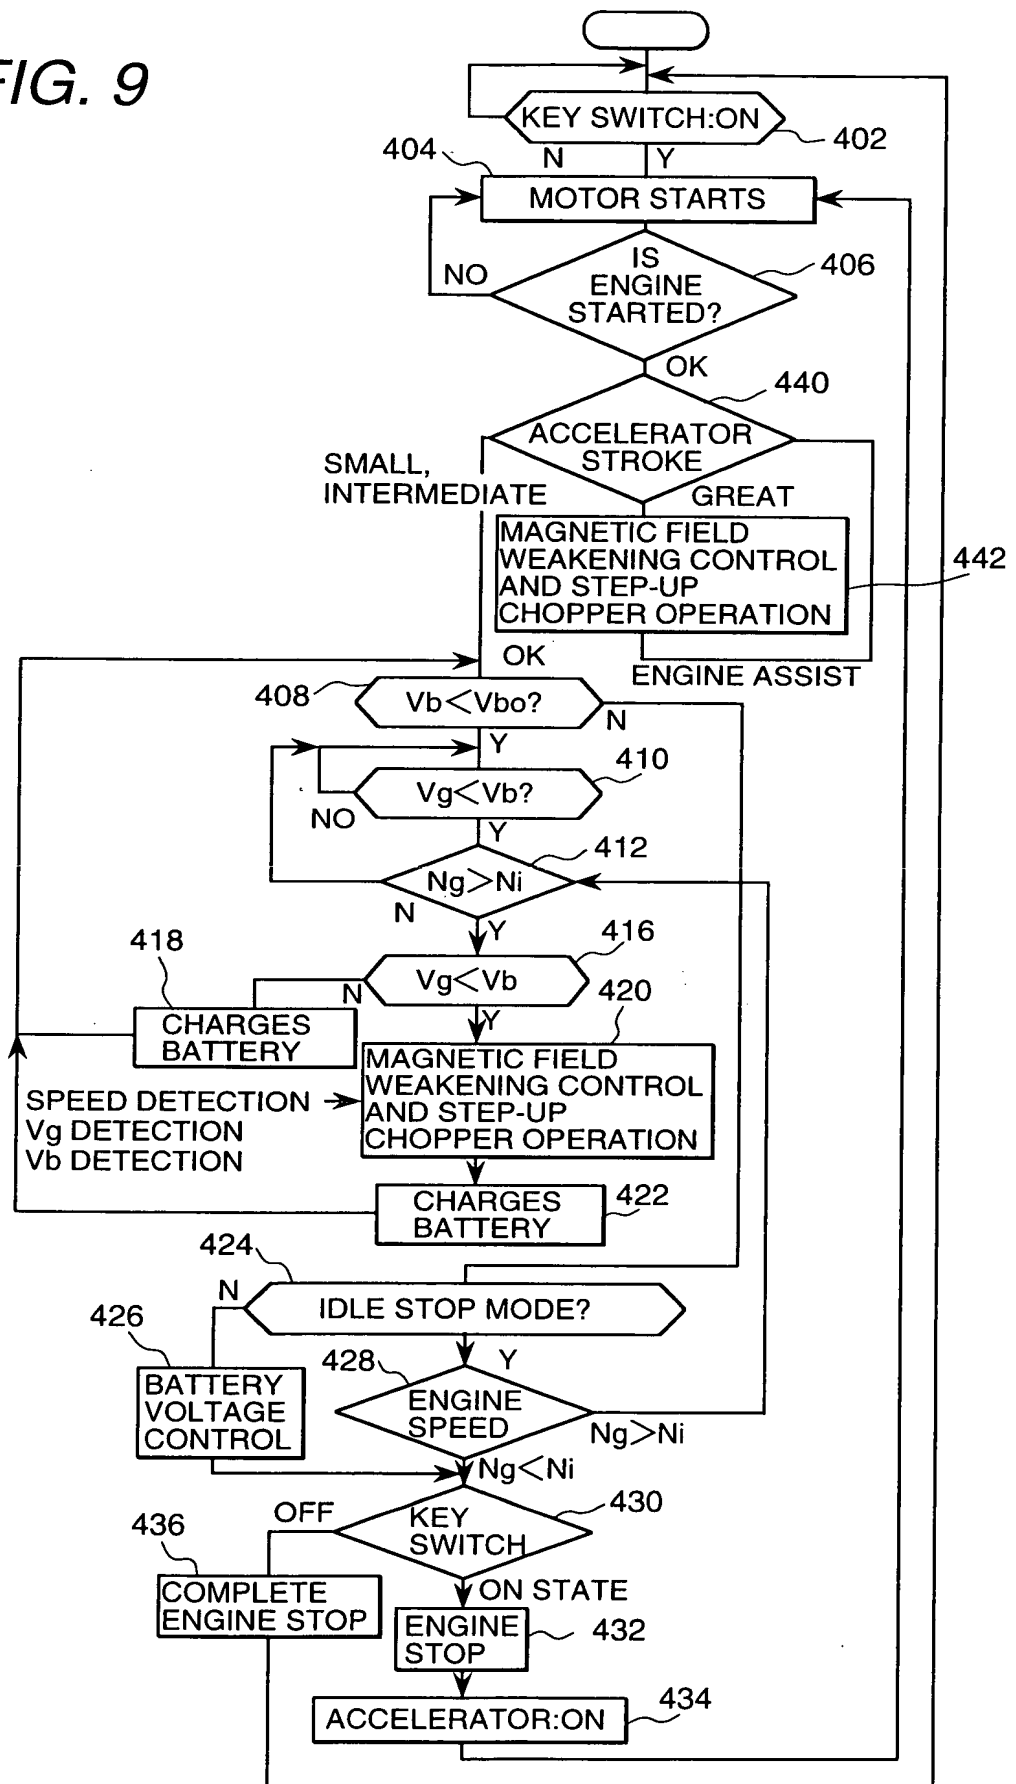 FIG. 9
KEY SWITCH:ON
402
404
N
Y
MOTOR STARTS
406
IS
ENGINE
STARTED?
NO
OK
440
ACCELERATOR
STROKE
SMALL,
INTERMEDIATE
GREAT
MAGNETIC FIELD
WEAKENING CONTROL
AND STEP-UP
CHOPPER OPERATION
442
OK
ENGINE ASSIST
408
Vb<Vbo?
N
Y
410
Vg<Vb?
NO
Y
412
Ng>Ni
N
Y
416
418
Vg<Vb
N
420
Y
CHARGES
BATTERY
MAGNETIC FIELD
WEAKENING CONTROL
AND STEP-UP
CHOPPER OPERATION
SPEED DETECTION
Vg DETECTION
Vb DETECTION
CHARGES
BATTERY
422
424
N
IDLE STOP MODE?
426
428
Y
BATTERY
VOLTAGE
CONTROL
ENGINE
SPEED
Ng>Ni
Ng<Ni
430
OFF
KEY
SWITCH
436
ON STATE
COMPLETE
ENGINE STOP
ENGINE
STOP
432
434
ACCELERATOR:ON